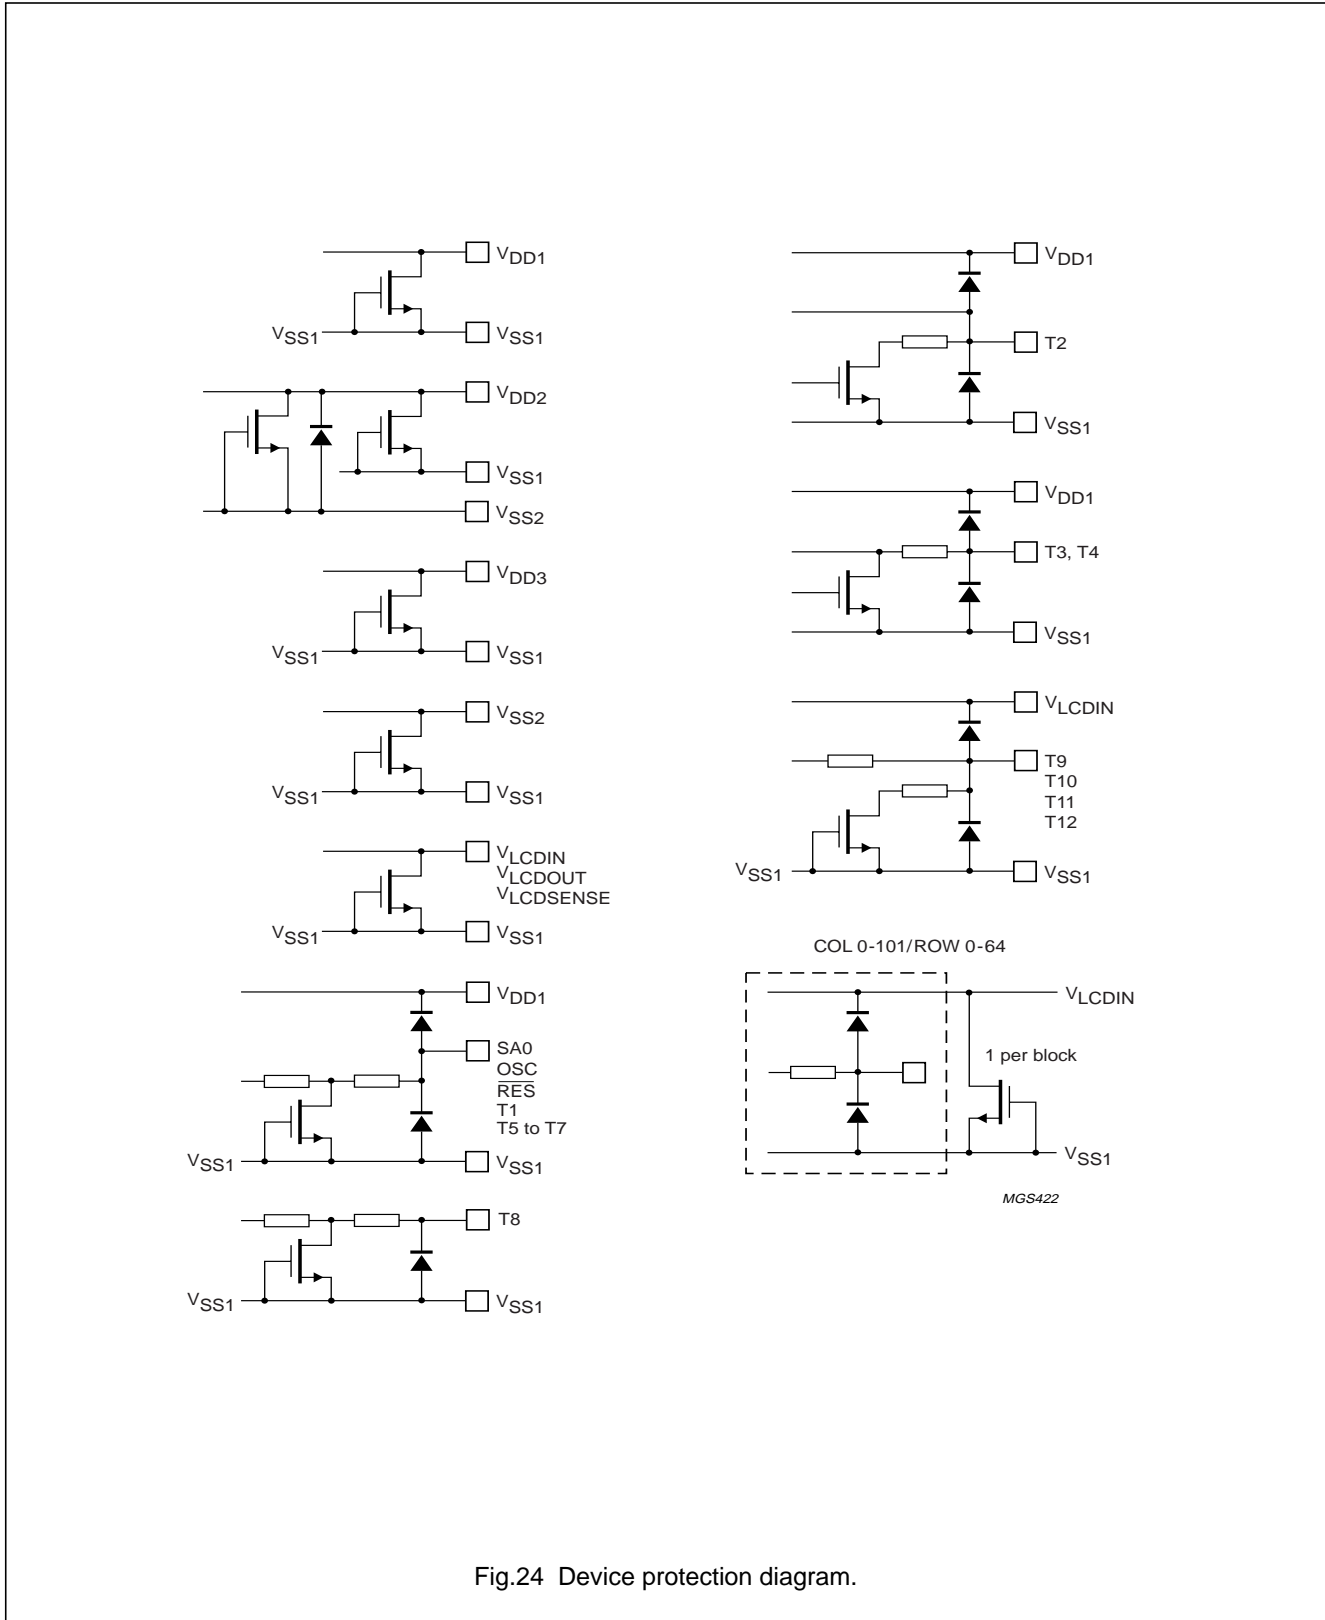 VDD1
VSS1 VSS1
VDD2
VSS1
VSS2
VDD3
VSS1 VSS1
VSS2
VSS1 VSS1
VLCDIN
VLCDOUT
VLCDSENSE
VSS1 VSS1
VDD1
SA0
OSC
RES
T1
T5 to T7
VSS1 VSS1
T8
VSS1 VSS1
VDD1
T2
VSS1
VDD1
T3, T4
VSS1
VLCDIN
T9
T10
T11
T12
VSS1 VSS1
COL 0-101/ROW 0-64
VLCDIN
1 per block
VSS1
MGS422
Fig.24 Device protection diagram.